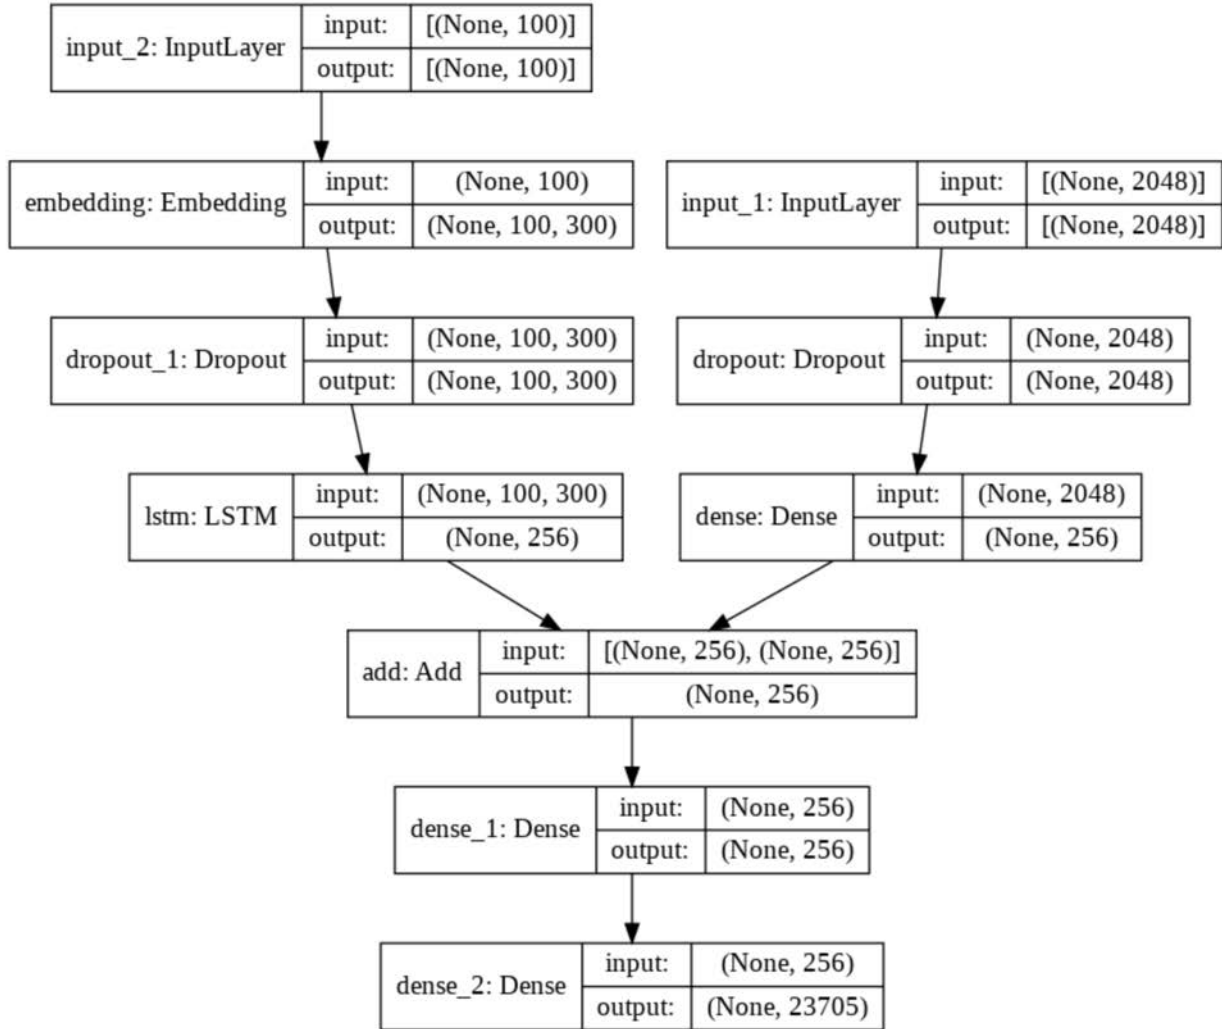 input_2: InputLayer
input: [(None, 100)]
output: [(None, 100)]
embedding: Embedding
input: (None, 100)
output: (None, 100, 300)
input_1: InputLayer
input: [(None, 2048)]
output: [(None, 2048)]
dropout_1: Dropout
input: (None, 100, 300)
output: (None, 100, 300)
dropout: Dropout
input: (None, 2048)
output: (None, 2048)
lstm: LSTM
input: (None, 100, 300)
output: (None, 256)
dense: Dense
input: (None, 2048)
output: (None, 256)
add: Add
input: [(None, 256), (None, 256)]
output: (None, 256)
dense_1: Dense
input: (None, 256)
output: (None, 256)
dense_2: Dense
input: (None, 256)
output: (None, 23705)